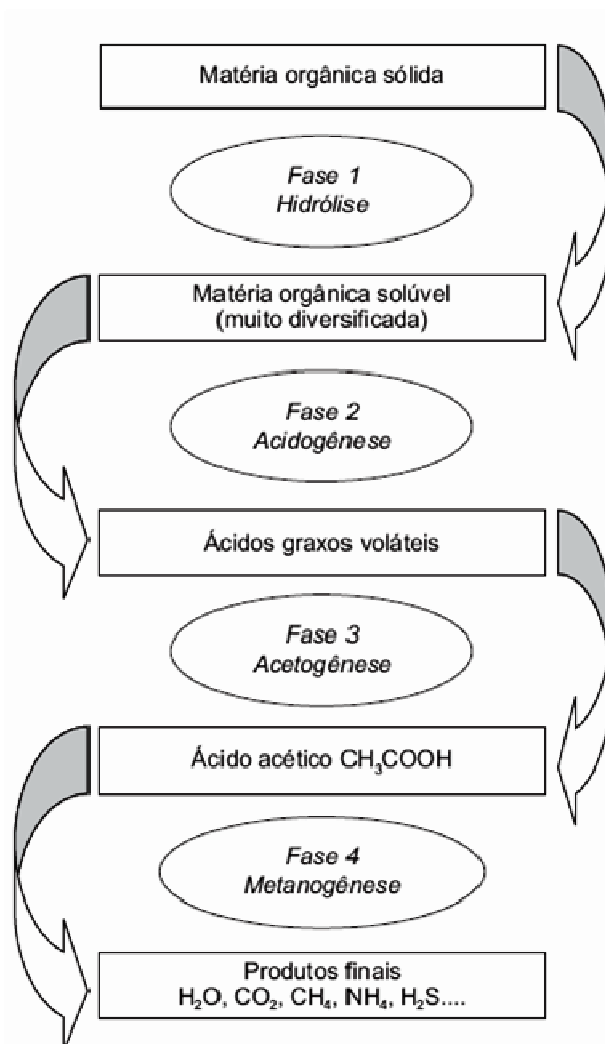 Matéria orgânica sólida
Fase 1
Hidrólise
Matéria orgânica solúvel
(muito diversificada)
Fase 2
Acidogênese
Ácidos graxos voláteis
Fase 3
Acetogênese
Ácido acético CH₃COOH
Fase 4
Metanogênese
Produtos finais
H₂O, CO₂, CH₄, NH₄, H₂S....